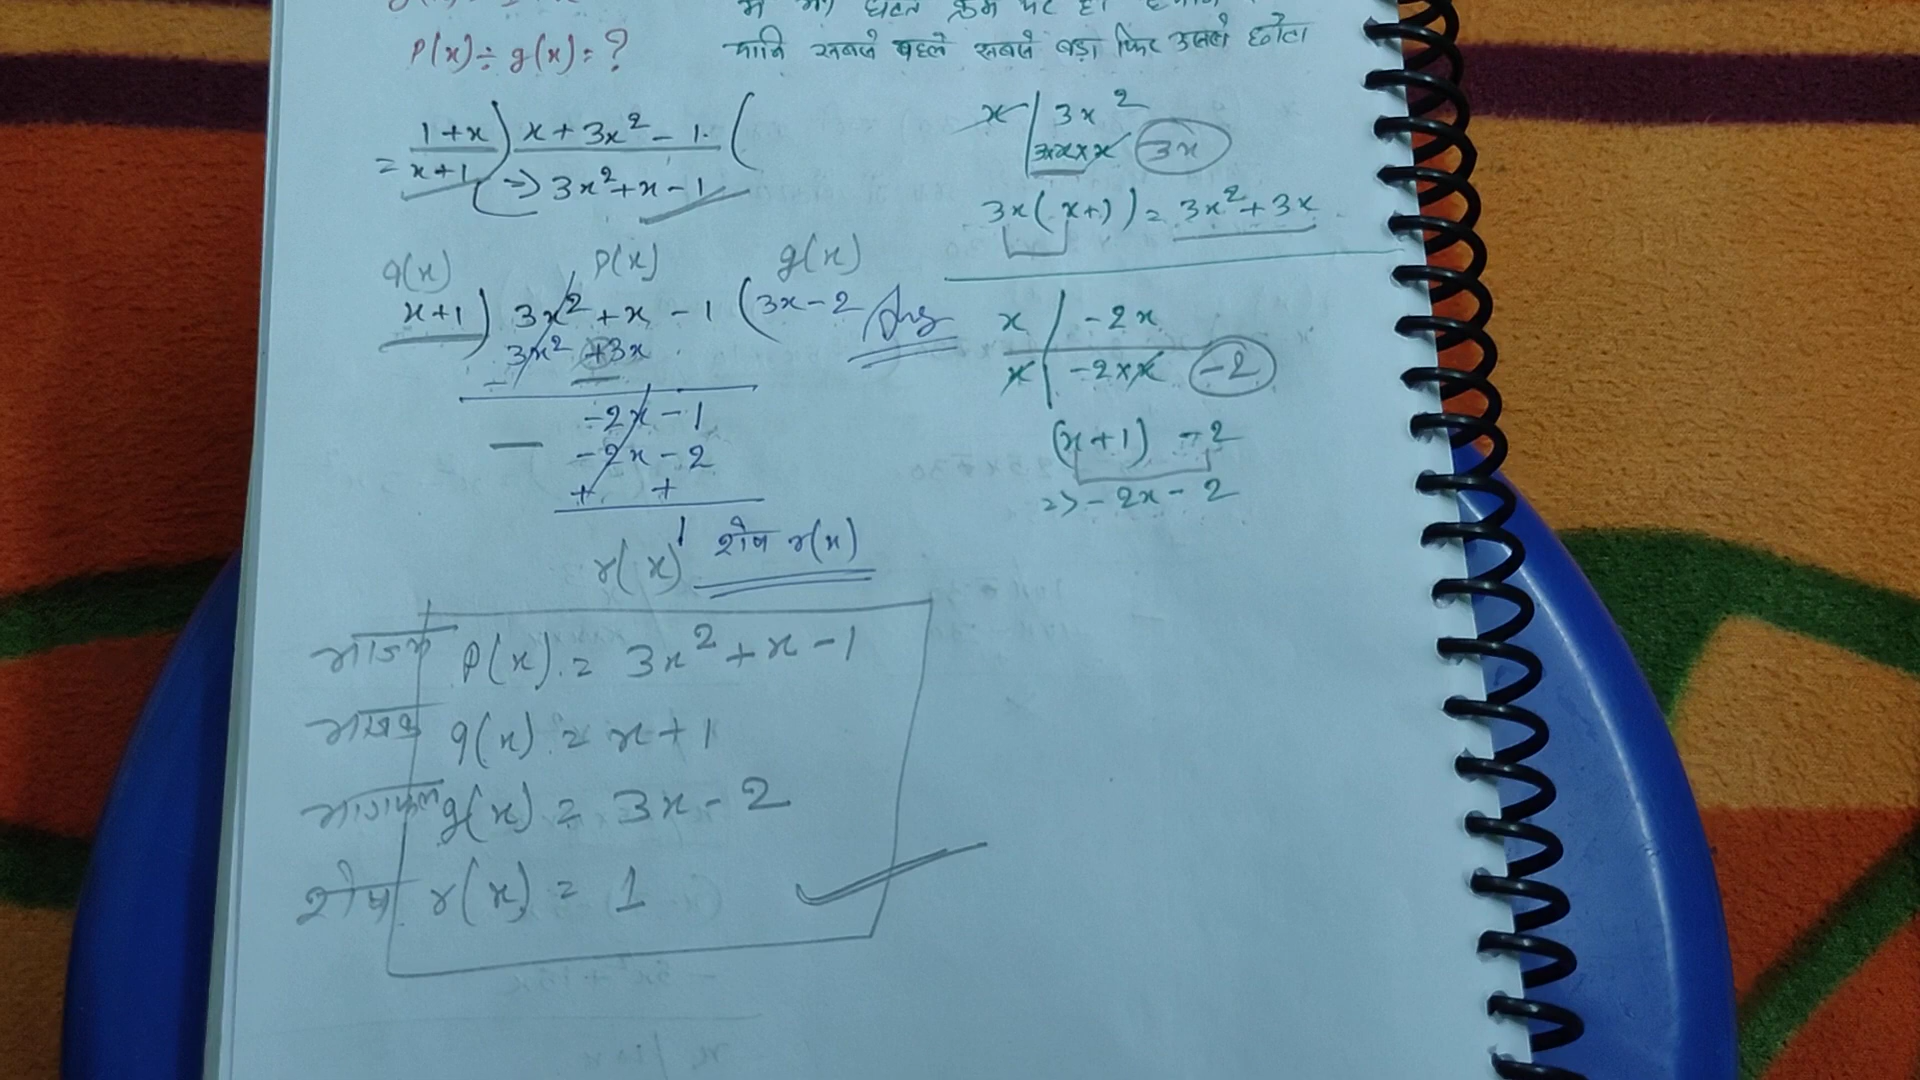 P(x) ÷ g(x) = ?
यानि सबसे पहले सबसे बड़ा फिर उससे छोटा
1+x ) x + 3x² - 1 (
= x+1 ( => 3x² + x - 1
x | 3x²
3x × x 3x
3x(x+1) = 3x² + 3x
q(x) P(x) g(x)
x+1 ) 3x² + x - 1 ( 3x - 2 Ans
3x² + 3x
-
- 2x - 1
- - 2x - 2
+ +
1 शेष r(x)
r(x)
x | - 2x
x | - 2 × x - 2
(x+1) - 2
=> - 2x - 2
भाज्य P(x) = 3x² + x - 1
भाजक q(x) = x + 1
भागफल g(x) = 3x - 2
शेष r(x) = 1